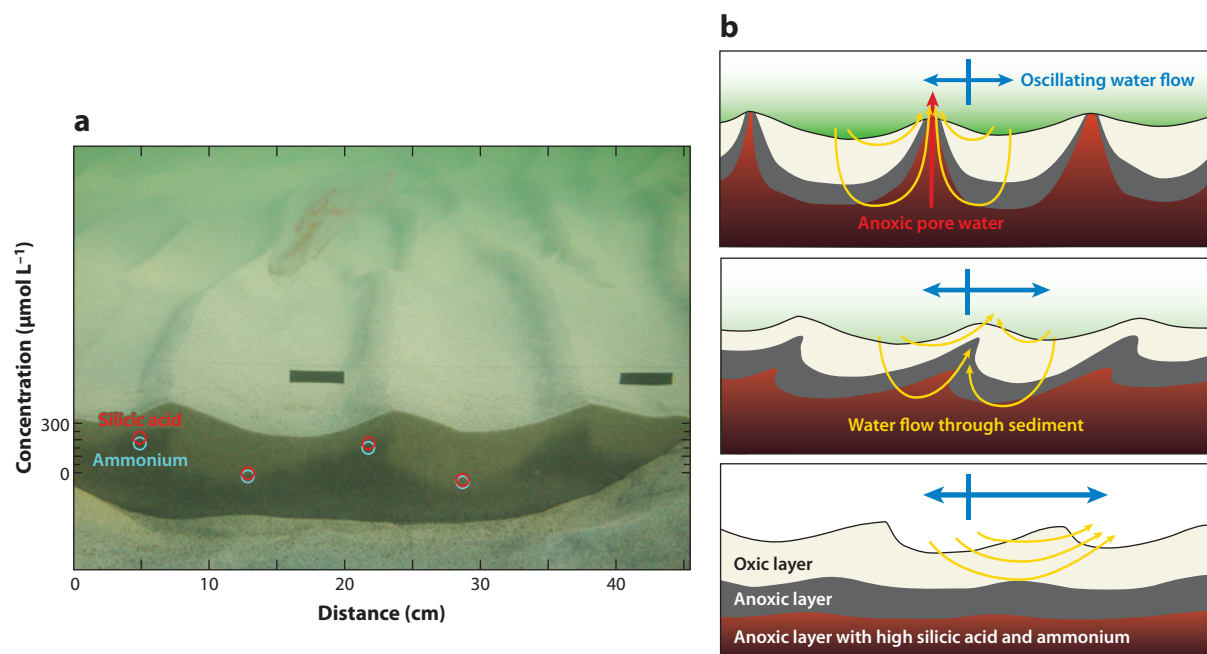 a
Concentration (µmol L⁻¹)
300
0
Silicic acid
Ammonium
0
10
20
30
40
Distance (cm)
b
Oscillating water flow
Anoxic pore water
Water flow through sediment
Oxic layer
Anoxic layer
Anoxic layer with high silicic acid and ammonium